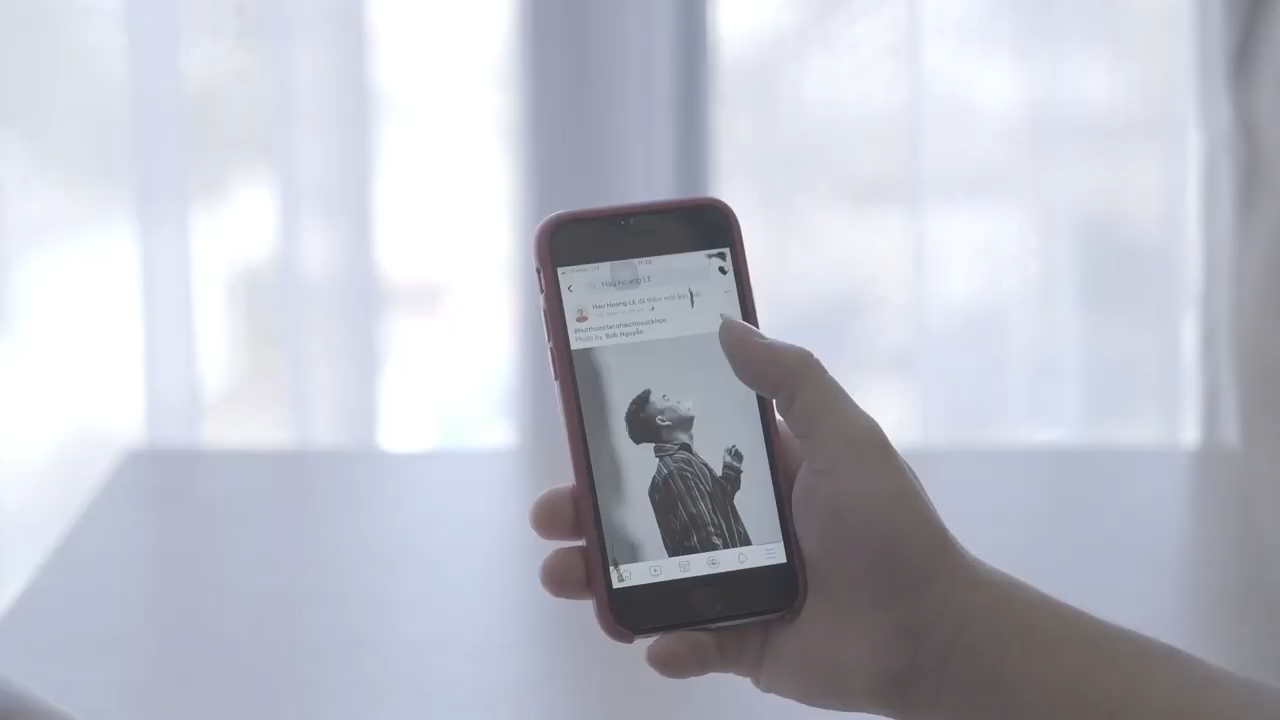 Hau Hoang LE
Hau Hoang LE đã thêm một ảnh
#hutthuoclacohaichosuckhoe
Photo by: Bob Nguyễn